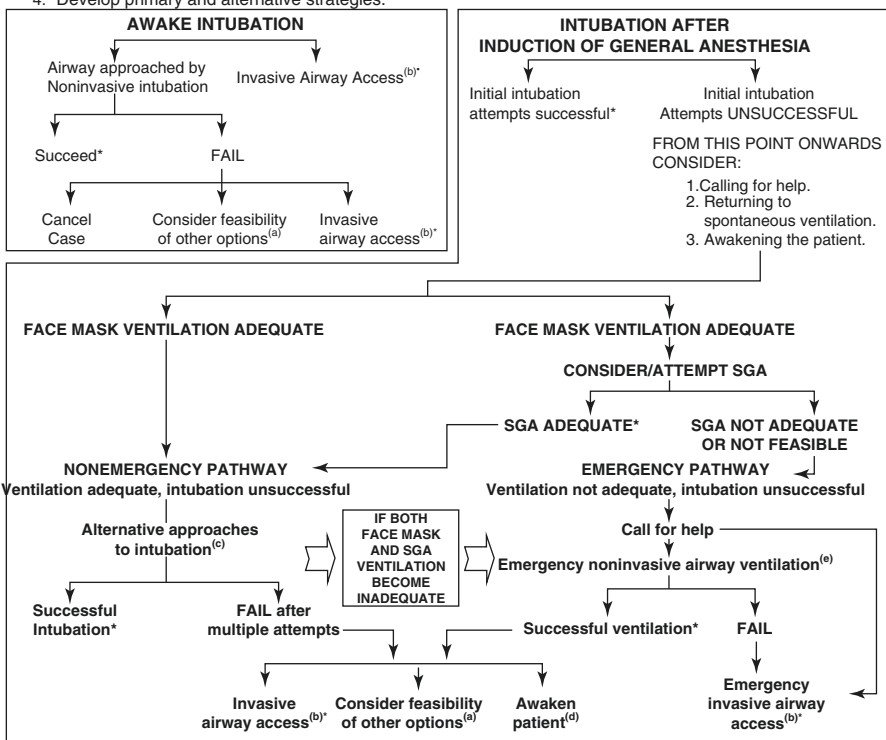 4. Develop primary and alternative strategies:
AWAKE INTUBATION
Airway approached by
Noninvasive intubation
Invasive Airway Access(b)*
Succeed*
FAIL
Cancel
Case
Consider feasibility
of other options(a)
Invasive
airway access(b)*
INTUBATION AFTER
INDUCTION OF GENERAL ANESTHESIA
Initial intubation
attempts successful*
Initial intubation
Attempts UNSUCCESSFUL
FROM THIS POINT ONWARDS
CONSIDER:
1.Calling for help.
2. Returning to
spontaneous ventilation.
3. Awakening the patient.
FACE MASK VENTILATION ADEQUATE
FACE MASK VENTILATION ADEQUATE
CONSIDER/ATTEMPT SGA
SGA ADEQUATE*
SGA NOT ADEQUATE
OR NOT FEASIBLE
NONEMERGENCY PATHWAY
Ventilation adequate, intubation unsuccessful
EMERGENCY PATHWAY
Ventilation not adequate, intubation unsuccessful
Alternative approaches
to intubation(c)
IF BOTH
FACE MASK
AND SGA
VENTILATION
BECOME
INADEQUATE
Call for help
Emergency noninvasive airway ventilation(e)
Successful
Intubation*
FAIL after
multiple attempts
Successful ventilation*
FAIL
Invasive
airway access(b)*
Consider feasibility
of other options(a)
Awaken
patient(d)
Emergency
invasive airway
access(b)*